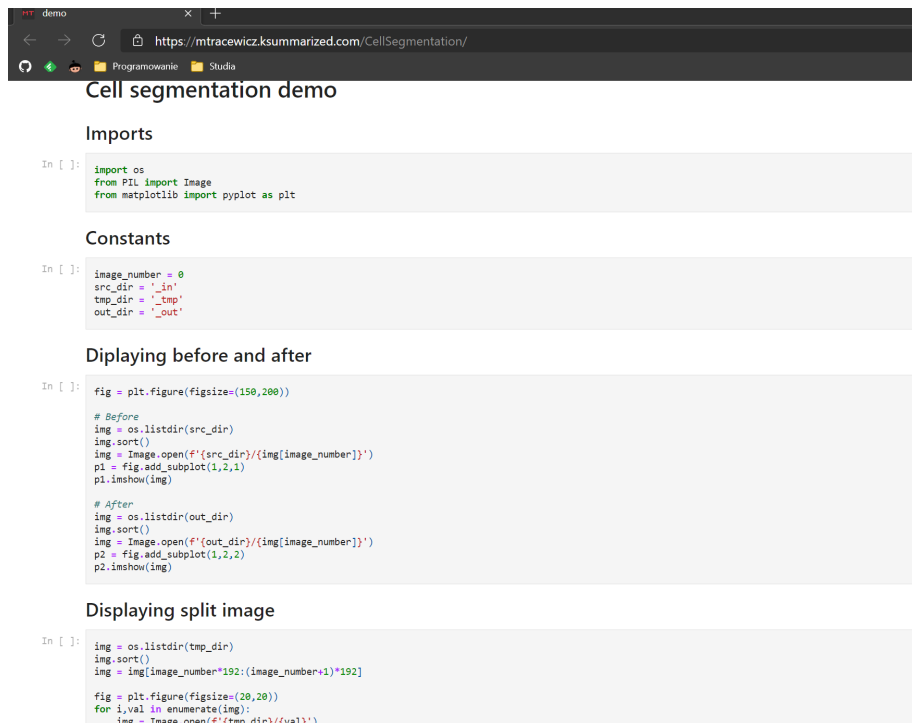 MT demo
https://mtracewicz.ksummarized.com/CellSegmentation/
Programowanie Studia
Cell segmentation demo
Imports
In [ ]:
import os
from PIL import Image
from matplotlib import pyplot as plt
Constants
In [ ]:
image_number = 0
src_dir = '_in'
tmp_dir = '_tmp'
out_dir = '_out'
Diplaying before and after
In [ ]:
fig = plt.figure(figsize=(150,200))
# Before
img = os.listdir(src_dir)
img.sort()
img = Image.open(f'{src_dir}/{img[image_number]}')
p1 = fig.add_subplot(1,2,1)
p1.imshow(img)
# After
img = os.listdir(out_dir)
img.sort()
img = Image.open(f'{out_dir}/{img[image_number]}')
p2 = fig.add_subplot(1,2,2)
p2.imshow(img)
Displaying split image
In [ ]:
img = os.listdir(tmp_dir)
img.sort()
img = img[image_number*192:(image_number+1)*192]
fig = plt.figure(figsize=(20,20))
for i,val in enumerate(img):
img = Image.open(f'{tmp_dir}/{val}')